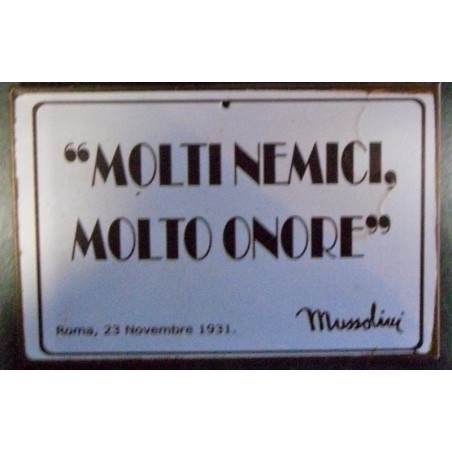 “MOLTI NEMICI,
MOLTO ONORE”
Roma, 23 Novembre 1931.
Mussolini